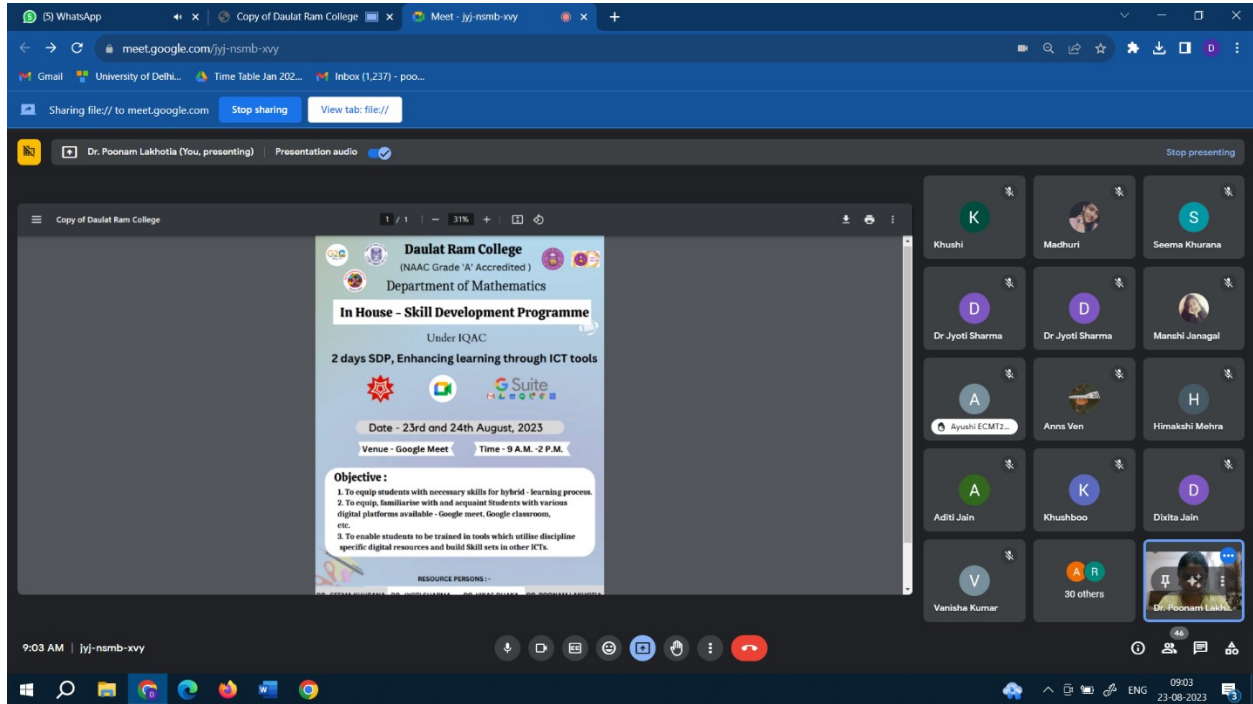 (5) WhatsApp
Copy of Daulat Ram College
Meet - jyj-nsmb-xvy
meet.google.com/jyj-nsmb-xvy
D
Gmail
University of Delhi...
Time Table Jan 202...
Inbox (1,237) - poo...
Sharing file:// to meet.google.com
Stop sharing
View tab: file://
Dr. Poonam Lakhotia (You, presenting)
Presentation audio
Stop presenting
Copy of Daulat Ram College
1 / 1
31%
Daulat Ram College
(NAAC Grade 'A' Accredited )
Department of Mathematics
In House - Skill Development Programme
Under IQAC
2 days SDP, Enhancing learning through ICT tools
G Suite
Date - 23rd and 24th August, 2023
Venue - Google Meet
Time - 9 A.M. -2 P.M.
Objective :
1. To equip students with necessary skills for hybrid - learning process.
2. To equip, familiarise with and acquaint Students with various
digital platforms available - Google meet, Google classroom,
etc.
3. To enable students to be trained in tools which utilise discipline
specific digital resources and build Skill sets in other ICTs.
RESOURCE PERSONS :-
K
Khushi
Madhuri
S
Seema Khurana
D
Dr Jyoti Sharma
D
Dr Jyoti Sharma
Manshi Janagal
A
Ayushi ECMT2...
Anns Ven
H
Himakshi Mehra
A
Aditi Jain
K
Khushboo
D
Dixita Jain
V
Vanisha Kumar
A R
30 others
Dr. Poonam Lakh...
9:03 AM | jyj-nsmb-xvy
46
ENG
09:03
23-08-2023
3